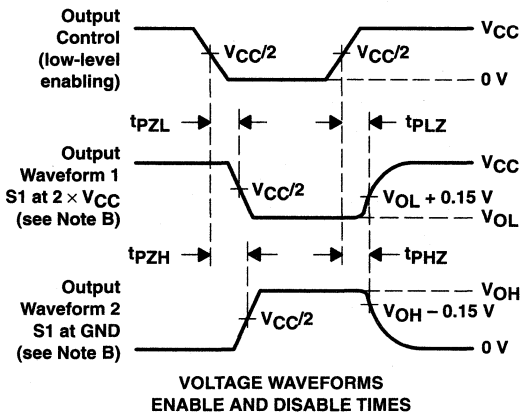 Output
Control
(low-level
enabling)
VCC
VCC/2
VCC/2
0 V
tPZL
tPLZ
Output
Waveform 1
S1 at 2 × VCC
(see Note B)
VCC
VCC/2
VOL + 0.15 V
VOL
tPZH
tPHZ
Output
Waveform 2
S1 at GND
(see Note B)
VOH
VCC/2
VOH − 0.15 V
0 V
VOLTAGE WAVEFORMS
ENABLE AND DISABLE TIMES